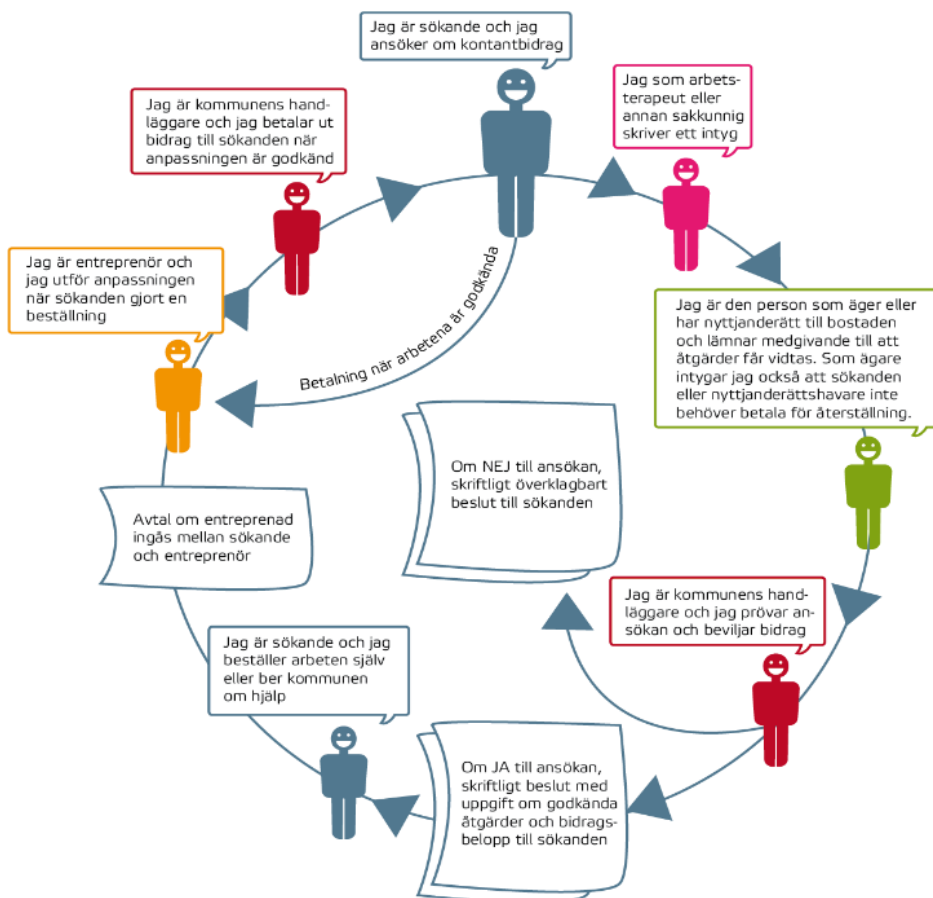 Jag är sökande och jag
ansöker om kontantbidrag
Jag som arbets-
terapeut eller
annan sakkunnig
skriver ett intyg
Jag är den person som äger eller
har nyttjanderätt till bostaden
och lämnar medgivande till att
åtgärder får vidtas. Som ägare
intygar jag också att sökanden
eller nyttjanderättshavare inte
behöver betala för återställning.
Jag är kommunens hand-
läggare och jag prövar an-
sökan och beviljar bidrag
Om NEJ till ansökan,
skriftligt överklagbart
beslut till sökanden
Om JA till ansökan,
skriftligt beslut med
uppgift om godkända
åtgärder och bidrags-
belopp till sökanden
Jag är sökande och jag
beställer arbeten själv
eller ber kommunen
om hjälp
Avtal om entreprenad
ingås mellan sökande
och entreprenör
Jag är entreprenör och
jag utför anpassningen
när sökanden gjort en
beställning
Jag är kommunens hand-
läggare och jag betalar ut
bidrag till sökanden när
anpassningen är godkänd
Betalning när arbetena är godkända